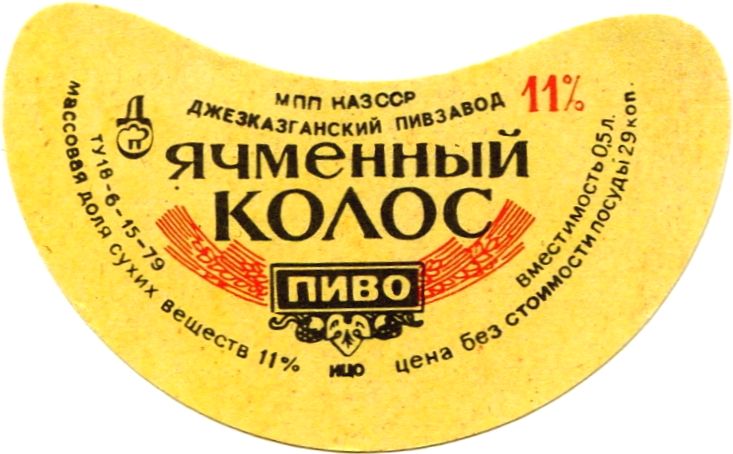 МПП КАЗССР
ДЖЕЗКАЗГАНСКИЙ ПИВЗАВОД
11%
ЯЧМЕННЫЙ
КОЛОС
ПИВО
ТУ18-6-15-79
массовая доля сухих веществ 11%
ИЦО
вместимость 0,5 л.
цена без стоимости посуды 29 коп.